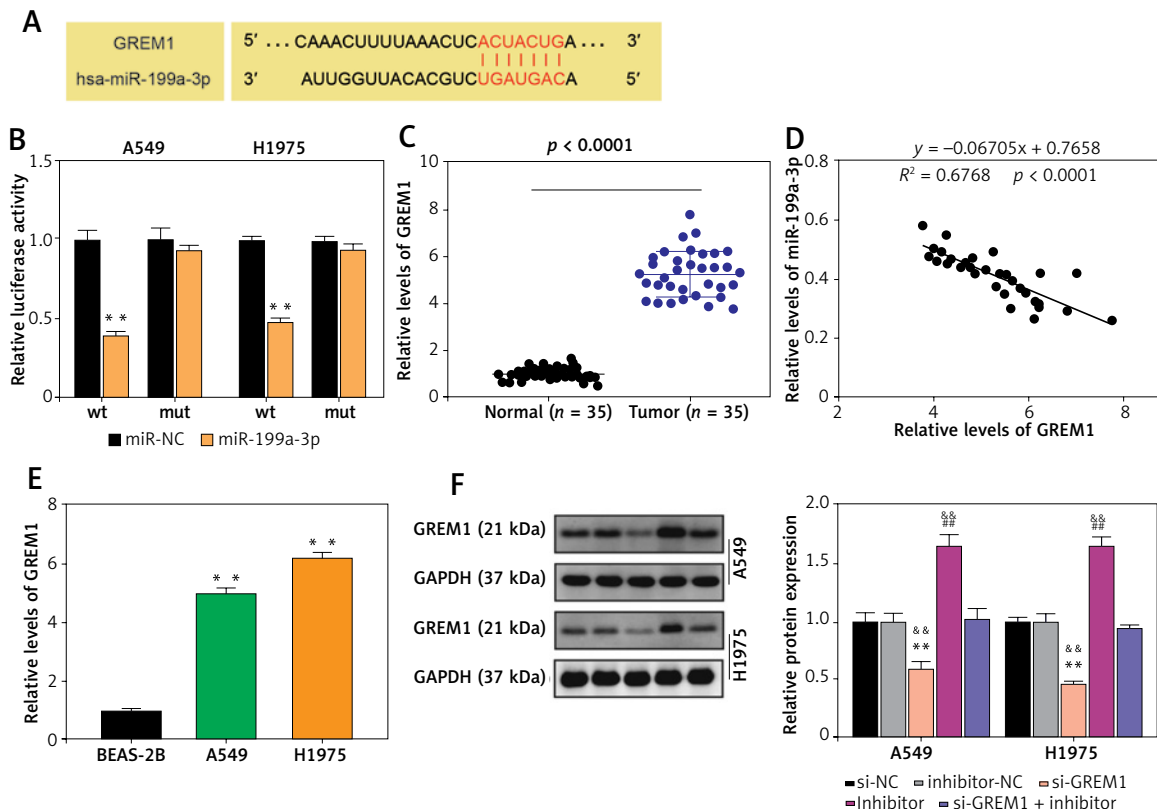 A
GREM1 5′ ... CAAACUUUUAAACUCACUACUGA ... 3′
hsa-miR-199a-3p 3′ AUUGGUUACACGUCUGAUGACA 5′
B
A549 H1975
Relative luciferase activity
1.5
1.0
0.5
0
* *
* *
wt mut wt mut
miR-NC miR-199a-3p
C
p < 0.0001
Relative levels of GREM1
10
8
6
4
2
0
Normal (n = 35) Tumor (n = 35)
D
y = –0.06705x + 0.7658
R² = 0.6768 p < 0.0001
Relative levels of miR-199a-3p
0.8
0.6
0.4
0.2
0
2 4 6 8
Relative levels of GREM1
E
Relative levels of GREM1
8
6
4
2
0
* *
* *
BEAS-2B A549 H1975
F
GREM1 (21 kDa)
GAPDH (37 kDa)
A549
GREM1 (21 kDa)
GAPDH (37 kDa)
H1975
Relative protein expression
2.0
1.5
1.0
0.5
0
&&
**
&&
##
&&
**
&&
##
A549 H1975
si-NC inhibitor-NC si-GREM1
Inhibitor si-GREM1 + inhibitor